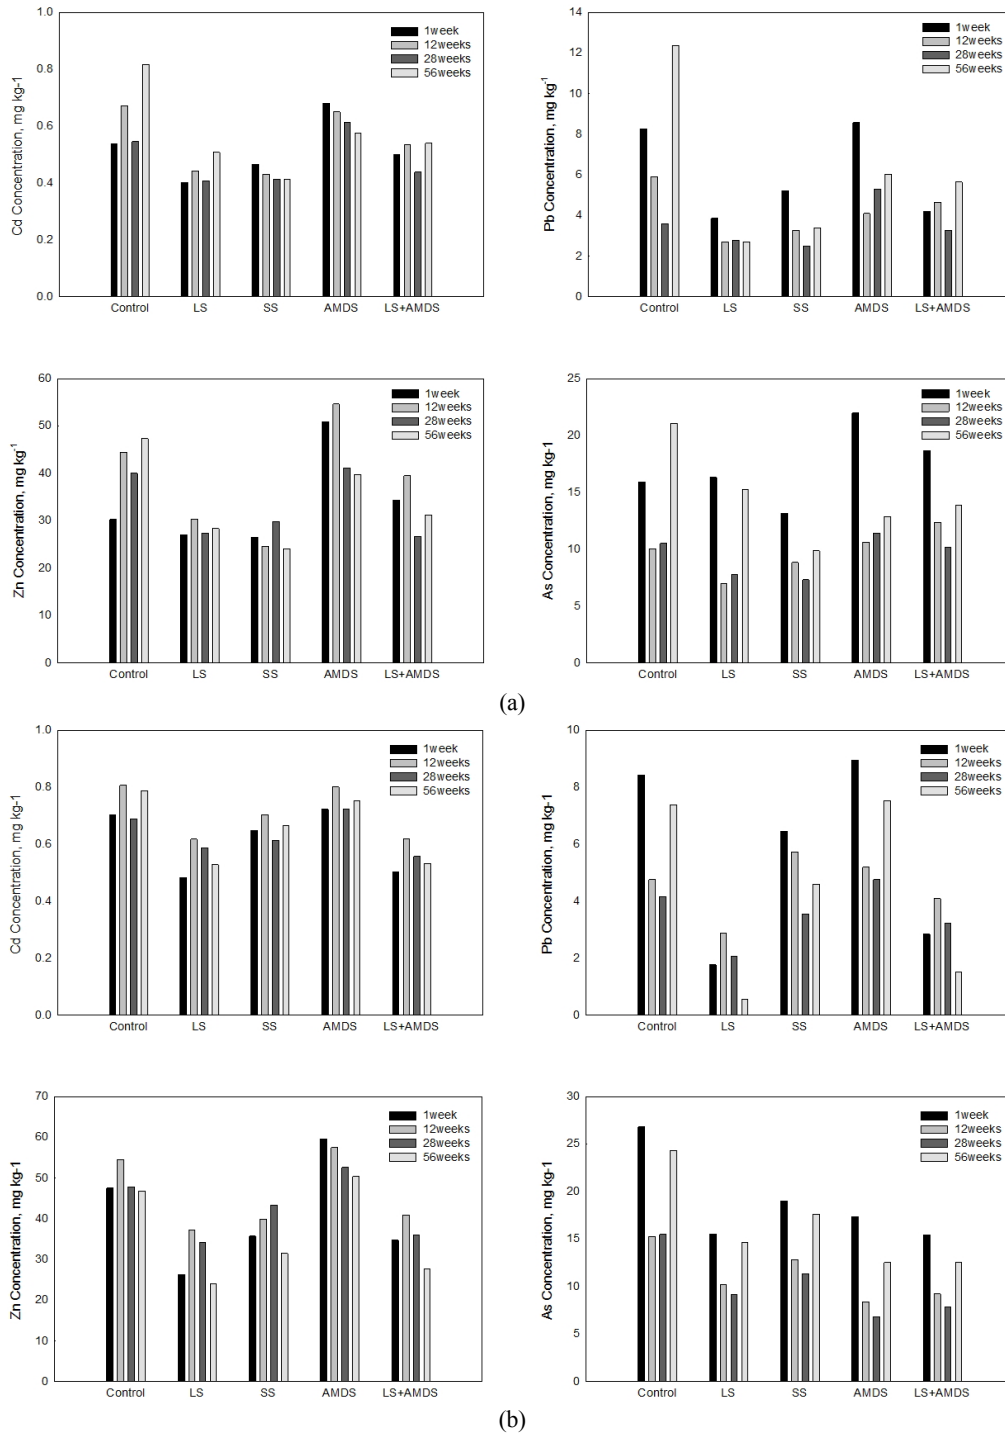 1.0
0.8
0.6
0.4
0.2
0.0
Cd Concentration, mg kg-1
1week
12weeks
28weeks
56weeks
Control LS SS AMDS LS+AMDS
14
12
10
8
6
4
2
0
Pb Concentration, mg kg-1
1week
12weeks
28weeks
56weeks
Control LS SS AMDS LS+AMDS
60
50
40
30
20
10
0
Zn Concentration, mg kg-1
1week
12weeks
28weeks
56weeks
Control LS SS AMDS LS+AMDS
25
20
15
10
5
0
As Concentration, mg kg-1
1week
12weeks
28weeks
56weeks
Control LS SS AMDS LS+AMDS
(a)
1.0
0.8
0.6
0.4
0.2
0.0
Cd Concentration, mg kg-1
1week
12weeks
28weeks
56weeks
Control LS SS AMDS LS+AMDS
10
8
6
4
2
0
Pb Concentration, mg kg-1
1week
12weeks
28weeks
56weeks
Control LS SS AMDS LS+AMDS
70
60
50
40
30
20
10
0
Zn Concentration, mg kg-1
1week
12weeks
28weeks
56weeks
Control LS SS AMDS LS+AMDS
30
25
20
15
10
5
0
As Concentration, mg kg-1
1week
12weeks
28weeks
56weeks
Control LS SS AMDS LS+AMDS
(b)